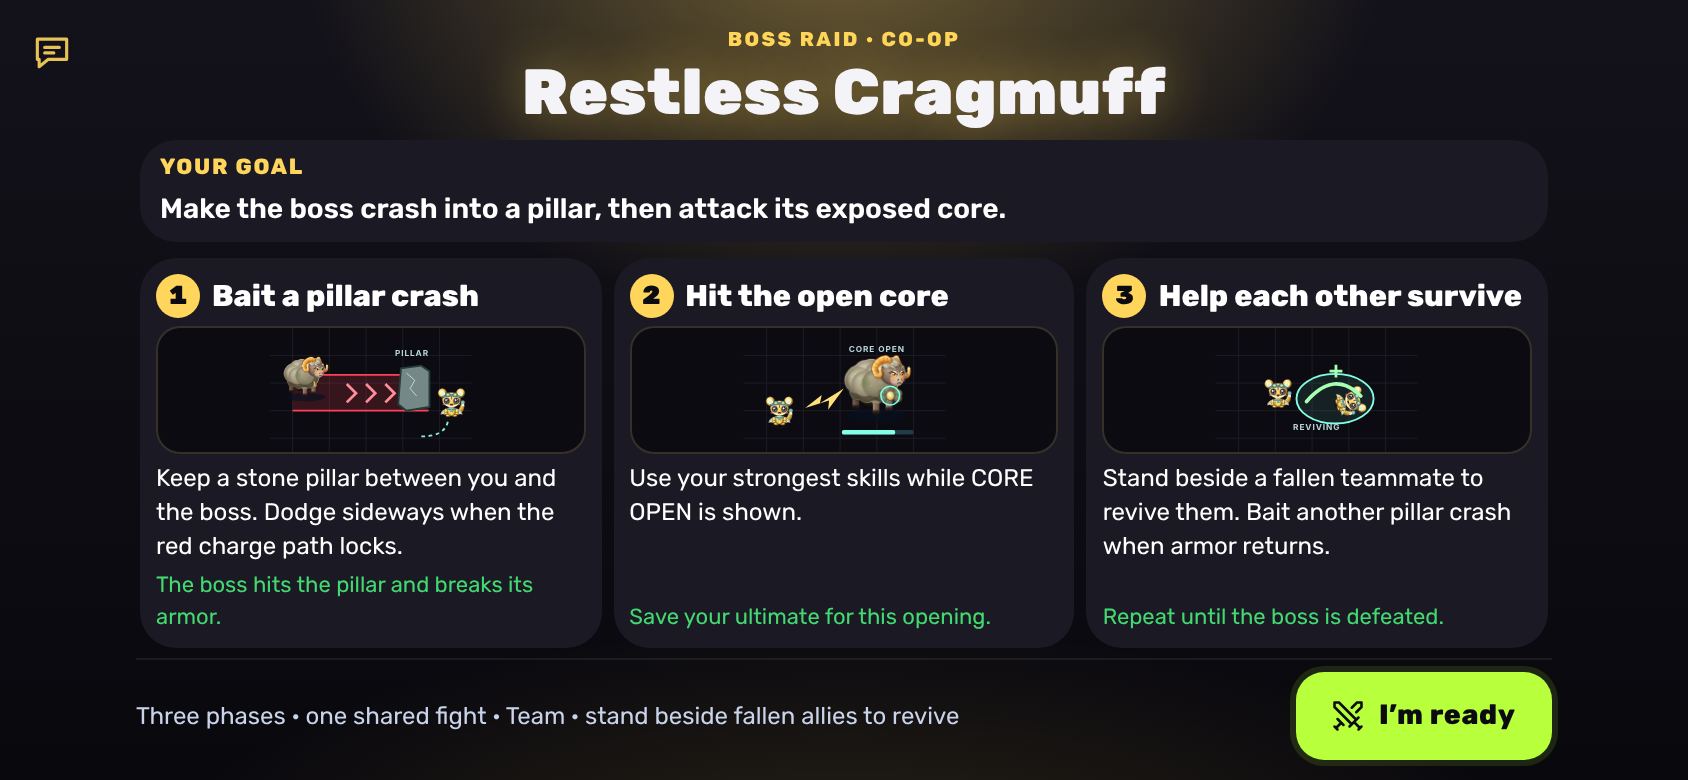 BOSS RAID • CO-OP
Restless Cragmuff
YOUR GOAL
Make the boss crash into a pillar, then attack its exposed core.
1 Bait a pillar crash
PILLAR
Keep a stone pillar between you and
the boss. Dodge sideways when the
red charge path locks.
The boss hits the pillar and breaks its
armor.
2 Hit the open core
CORE OPEN
Use your strongest skills while CORE
OPEN is shown.
Save your ultimate for this opening.
3 Help each other survive
REVIVING
Stand beside a fallen teammate to
revive them. Bait another pillar crash
when armor returns.
Repeat until the boss is defeated.
Three phases • one shared fight • Team • stand beside fallen allies to revive
I’m ready